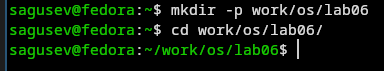 sagusev@fedora:~$ mkdir -p work/os/lab06
sagusev@fedora:~$ cd work/os/lab06/
sagusev@fedora:~/work/os/lab06$